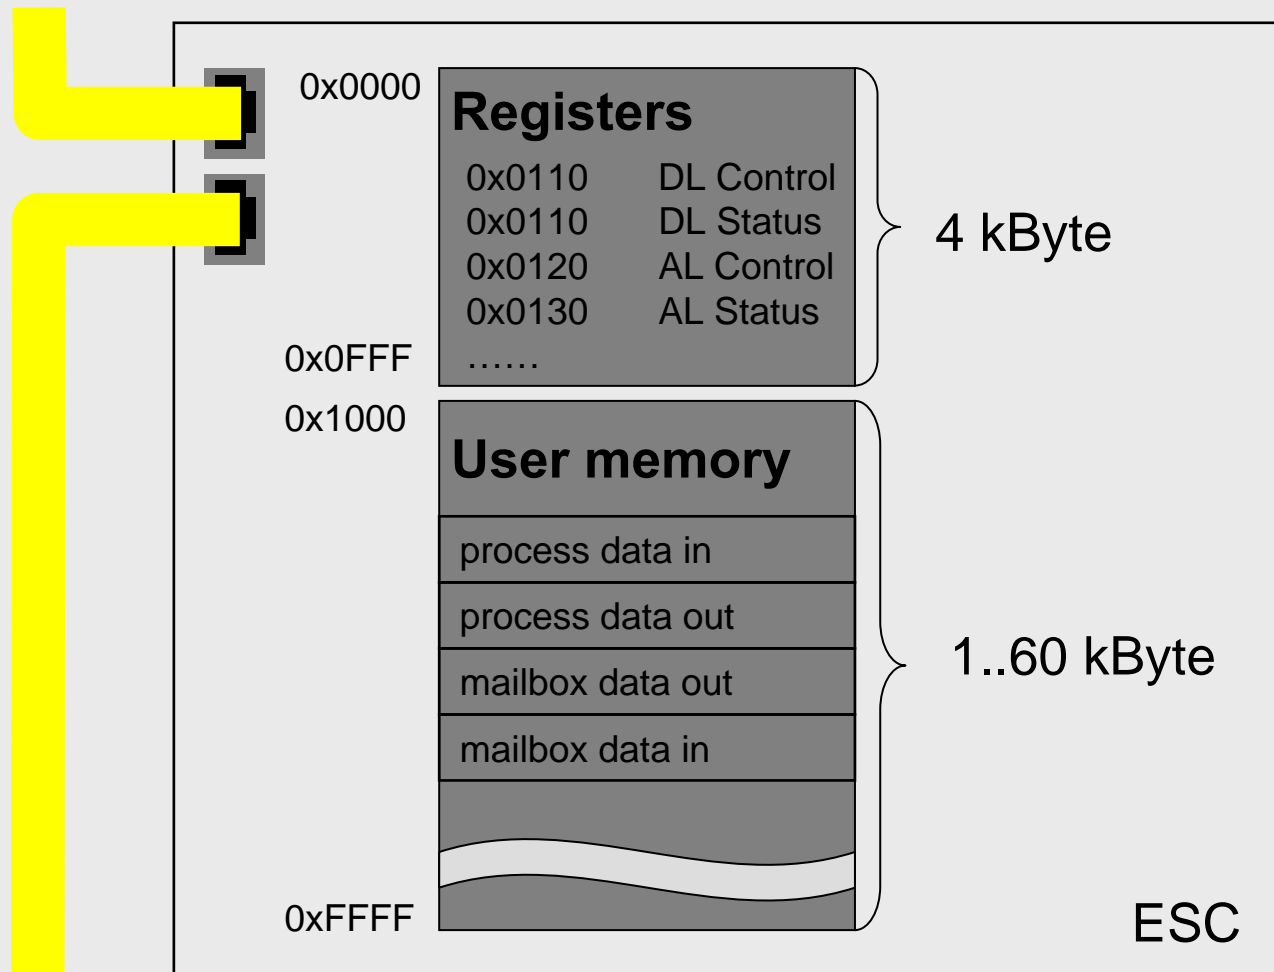 0x0000
Registers
0x0110 DL Control
0x0110 DL Status
0x0120 AL Control
0x0130 AL Status
……
0x0FFF
4 kByte
0x1000
User memory
process data in
process data out
mailbox data out
mailbox data in
1..60 kByte
0xFFFF
ESC